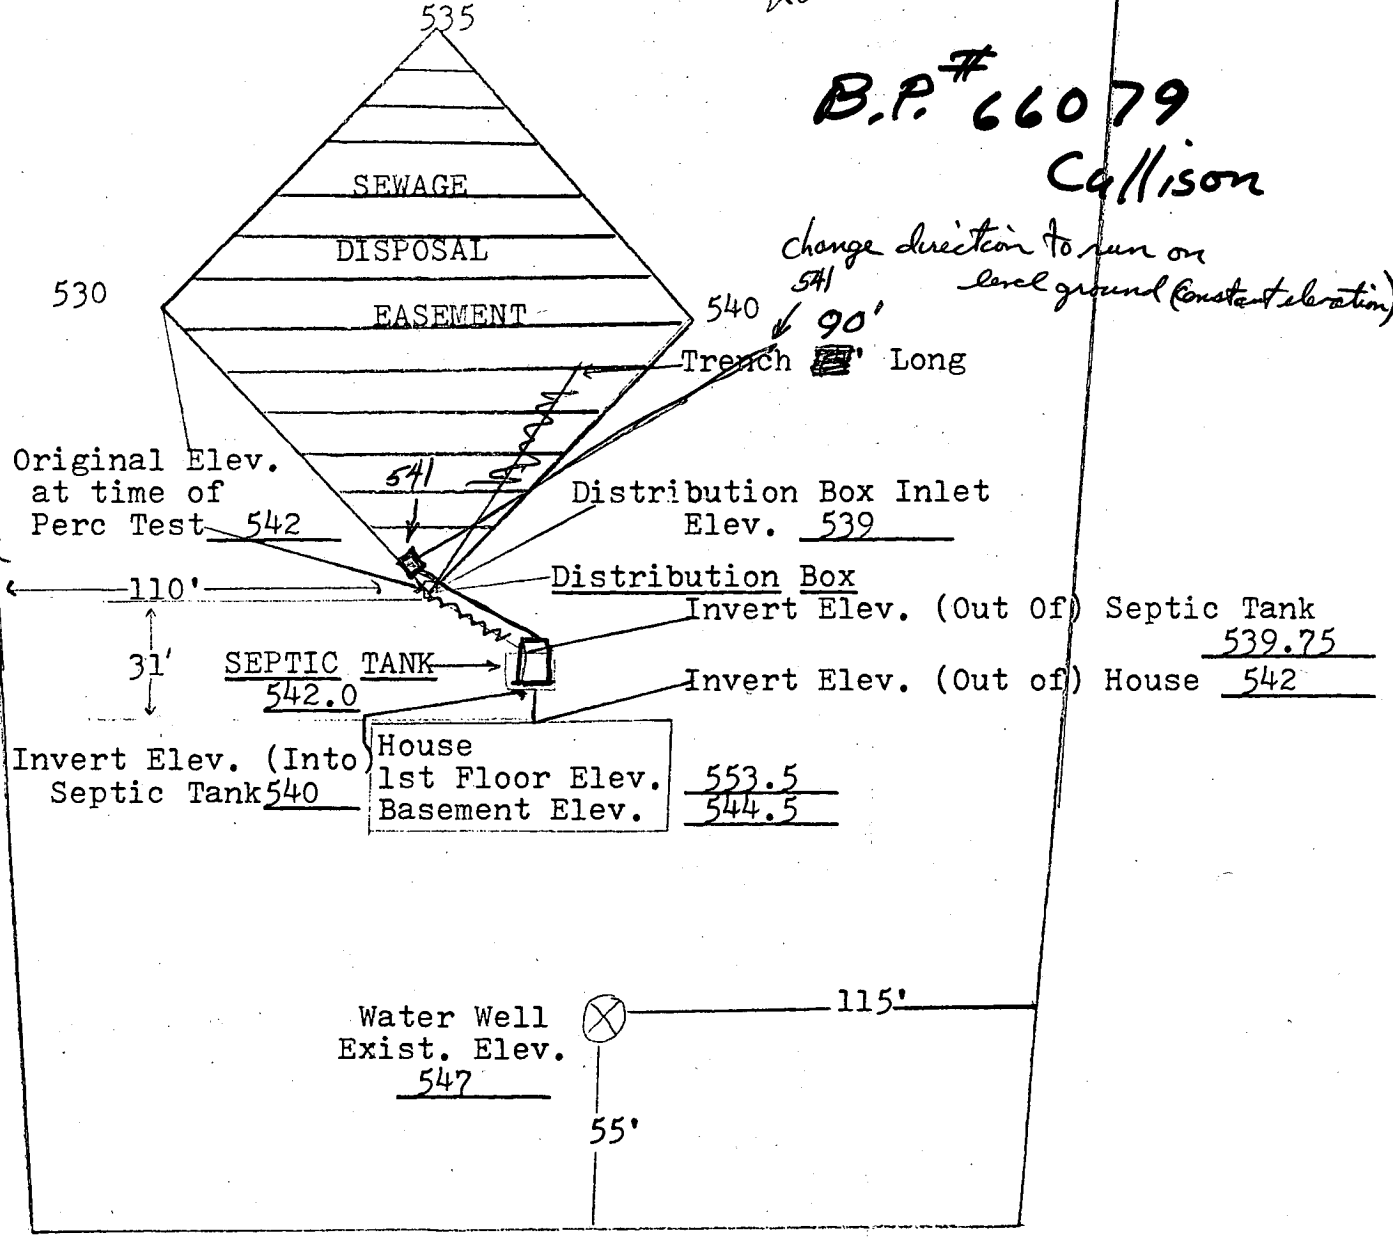 535
B.P.# 66079
Callison
SEWAGE
DISPOSAL
EASEMENT
530
540
change direction to run on
level ground (constant elevation)
541
90'
Trench ' Long
Original Elev.
at time of
Perc Test 542
541
Distribution Box Inlet
Elev. 539
110'
Distribution Box
Invert Elev. (Out Of) Septic Tank
539.75
31'
SEPTIC TANK
542.0
Invert Elev. (Out of) House 542
Invert Elev. (Into)
Septic Tank 540
House
1st Floor Elev. 553.5
Basement Elev. 544.5
Water Well
Exist. Elev.
547
115'
55'